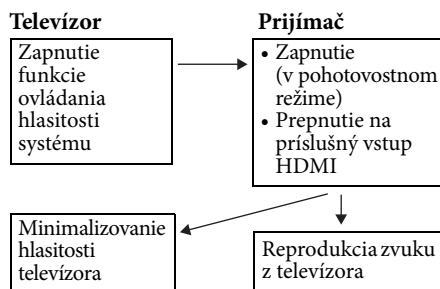 Televízor
Zapnutie
funkcie
ovládania
hlasitosti
systému
Prijímač
• Zapnutie
(v pohotovostnom
režime)
• Prepnutie na
príslušný vstup
HDMI
Minimalizovanie
hlasitosti
televízora
Reprodukcia zvuku
z televízora